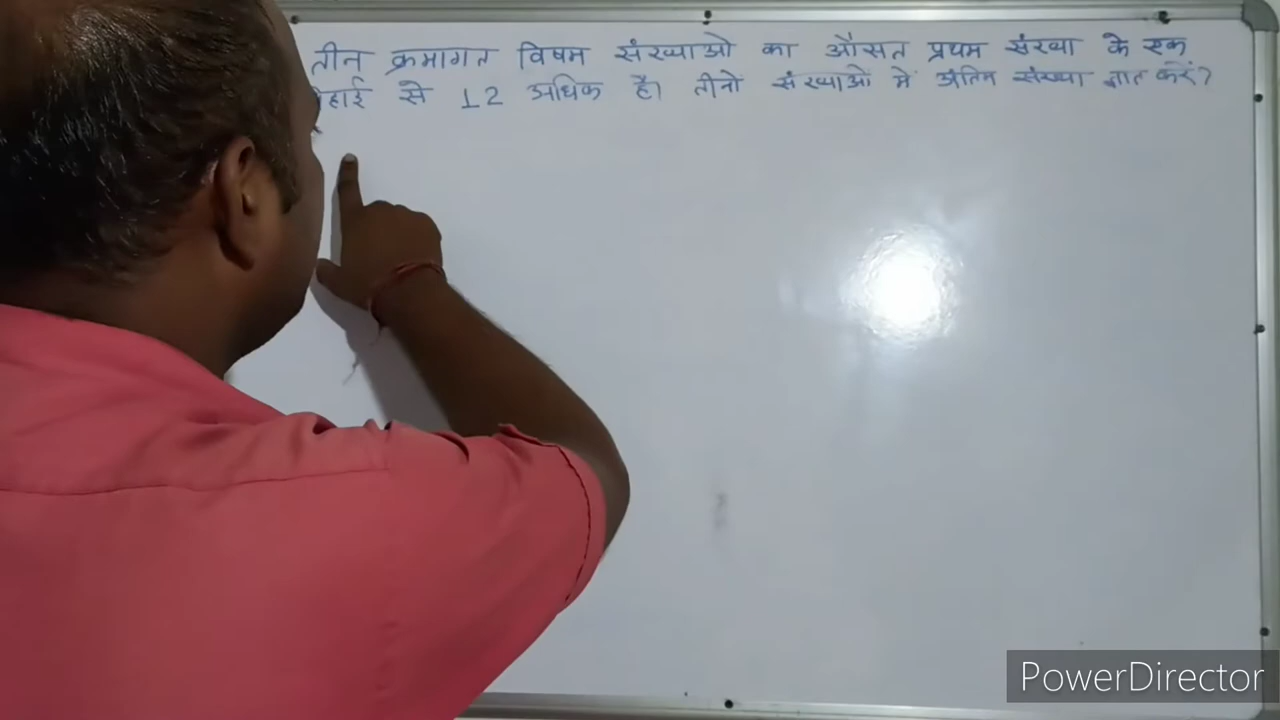 तीन क्रमागत विषम संख्याओ का औसत प्रथम संख्या के एक
िहाई से 12 अधिक है। तीनो संख्याओं में अंतिम संख्या ज्ञात करें?
PowerDirector